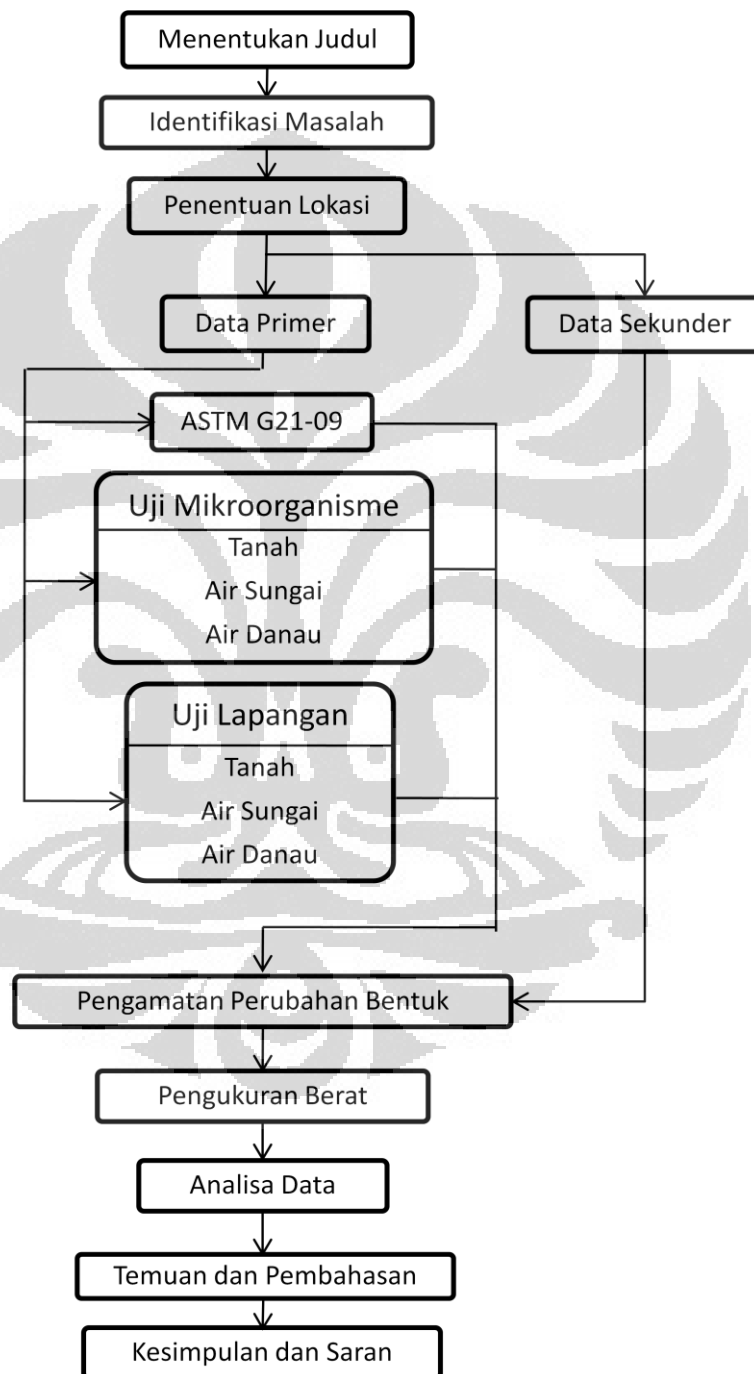 Menentukan Judul
Identifikasi Masalah
Penentuan Lokasi
Data Primer
Data Sekunder
ASTM G21-09
Uji Mikroorganisme
Tanah
Air Sungai
Air Danau
Uji Lapangan
Tanah
Air Sungai
Air Danau
Pengamatan Perubahan Bentuk
Pengukuran Berat
Analisa Data
Temuan dan Pembahasan
Kesimpulan dan Saran